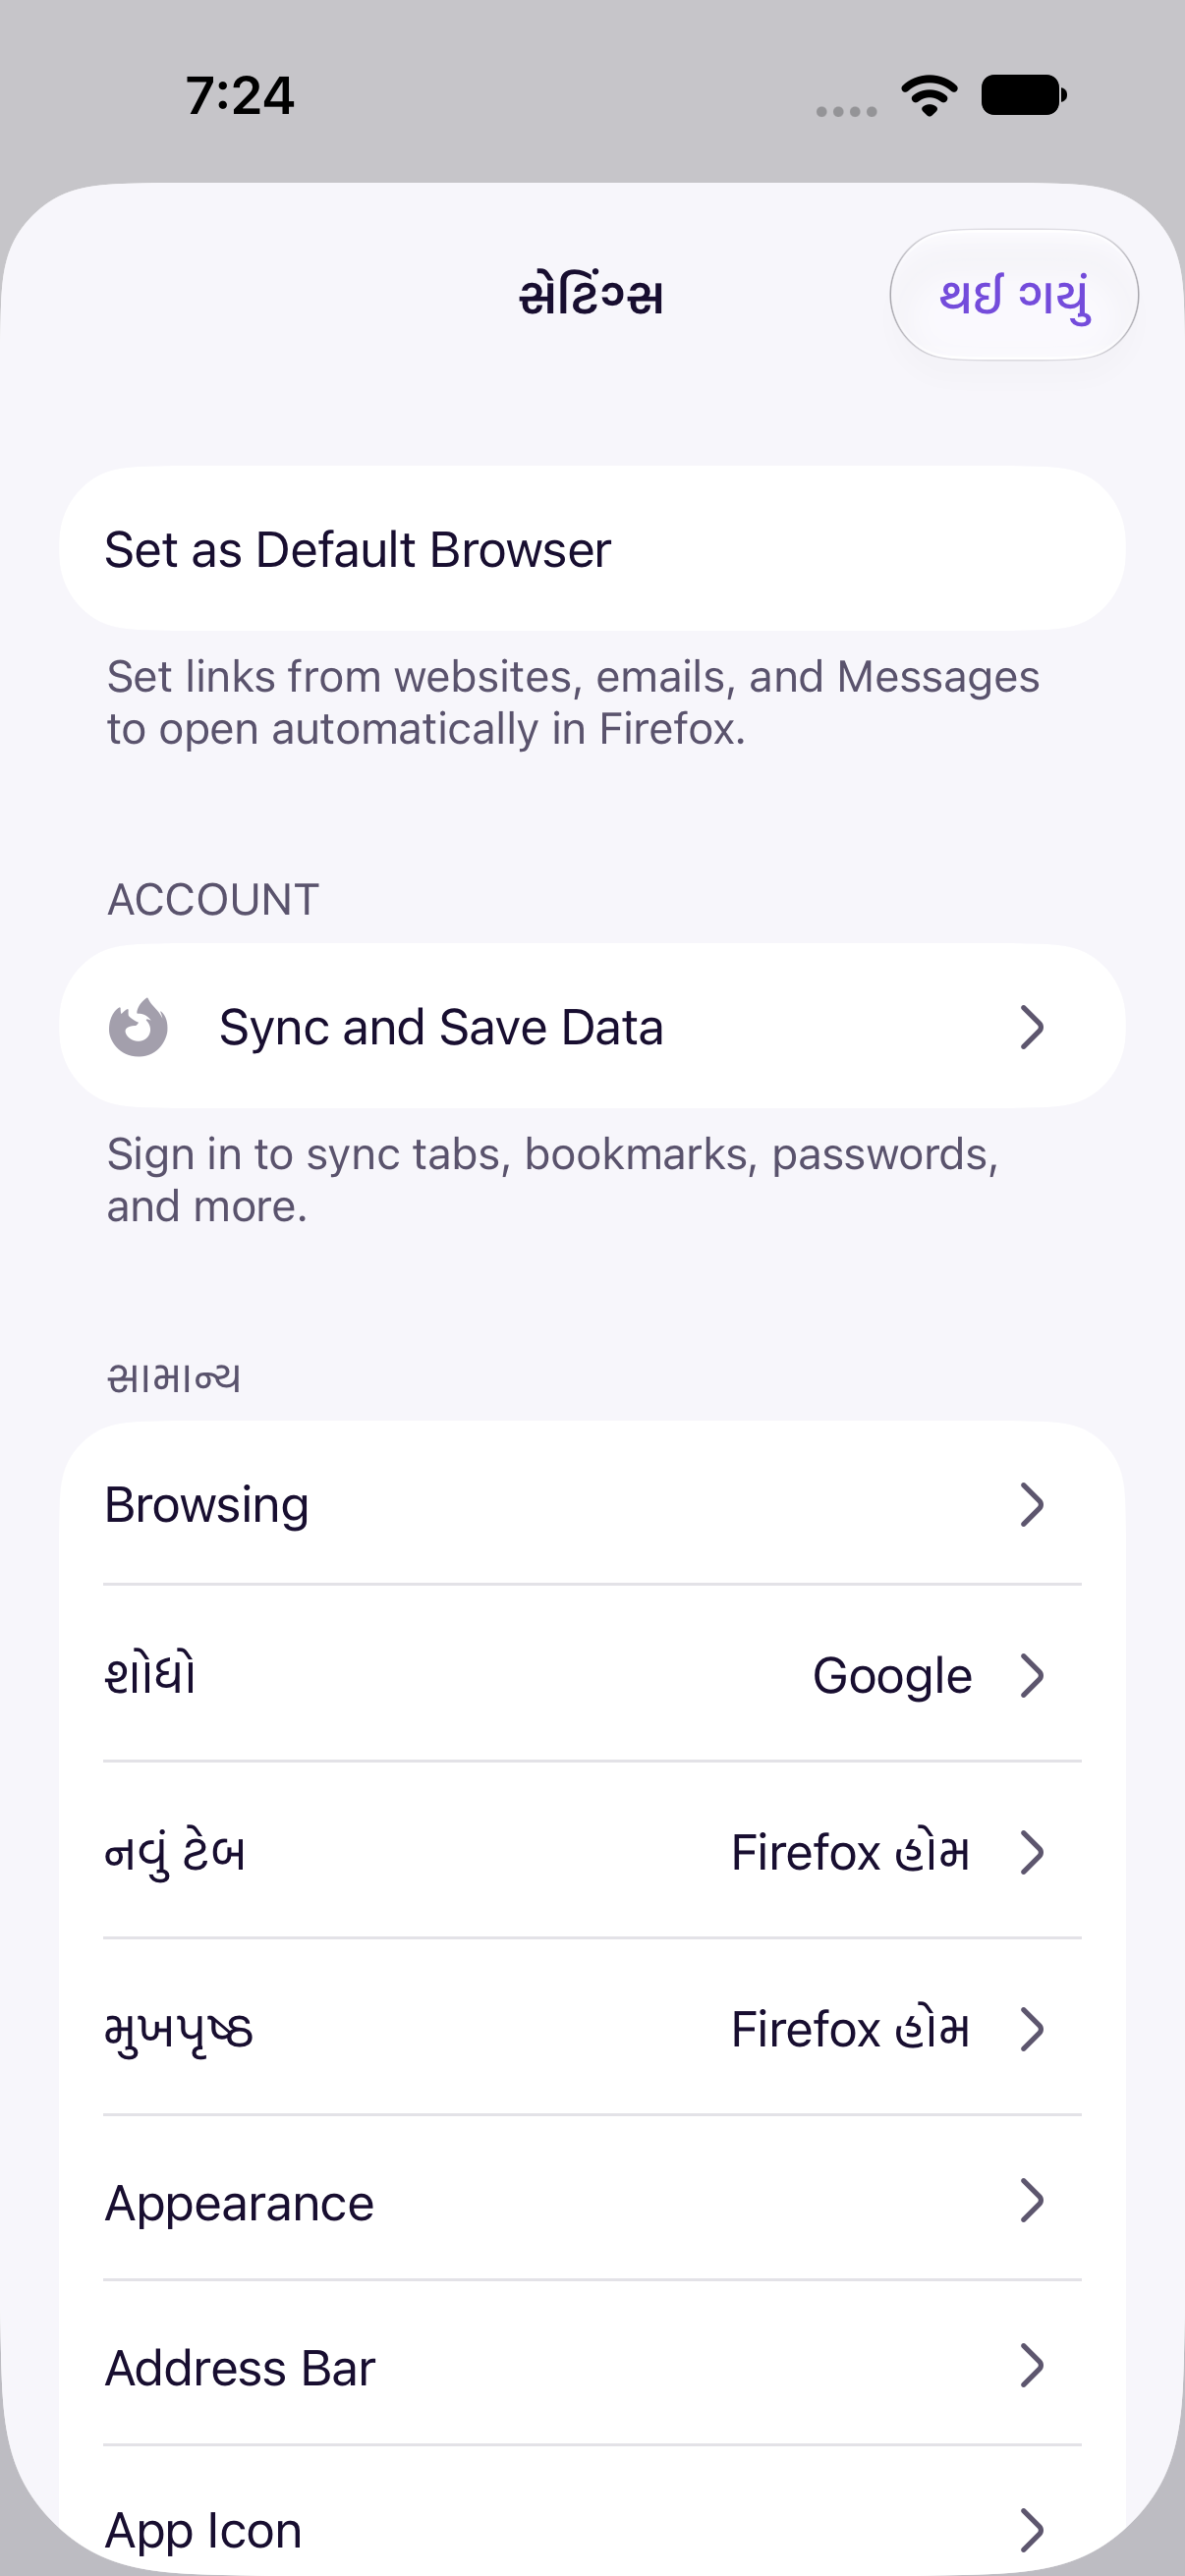 7:24
સેટિંગ્સ
થઈ ગયું
Set as Default Browser
Set links from websites, emails, and Messages
to open automatically in Firefox.
ACCOUNT
Sync and Save Data
Sign in to sync tabs, bookmarks, passwords,
and more.
સામાન્ય
Browsing
શોધો Google
નવું ટેબ Firefox હોમ
મુખપૃષ્ઠ Firefox હોમ
Appearance
Address Bar
App Icon